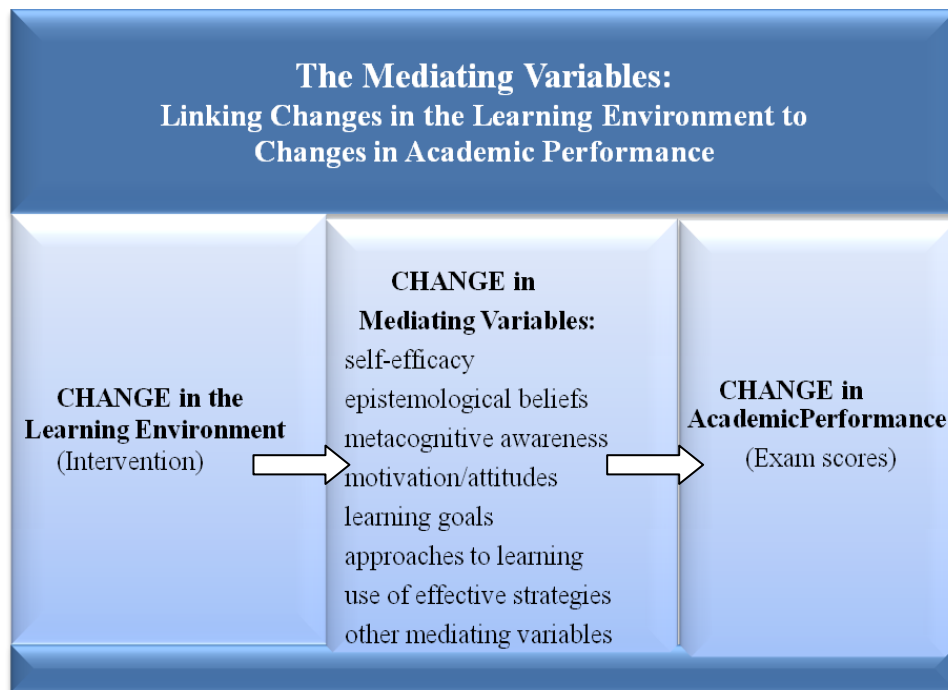 The Mediating Variables:
Linking Changes in the Learning Environment to
Changes in Academic Performance
CHANGE in the
Learning Environment
(Intervention)
CHANGE in
Mediating Variables:
self-efficacy
epistemological beliefs
metacognitive awareness
motivation/attitudes
learning goals
approaches to learning
use of effective strategies
other mediating variables
CHANGE in
AcademicPerformance
(Exam scores)